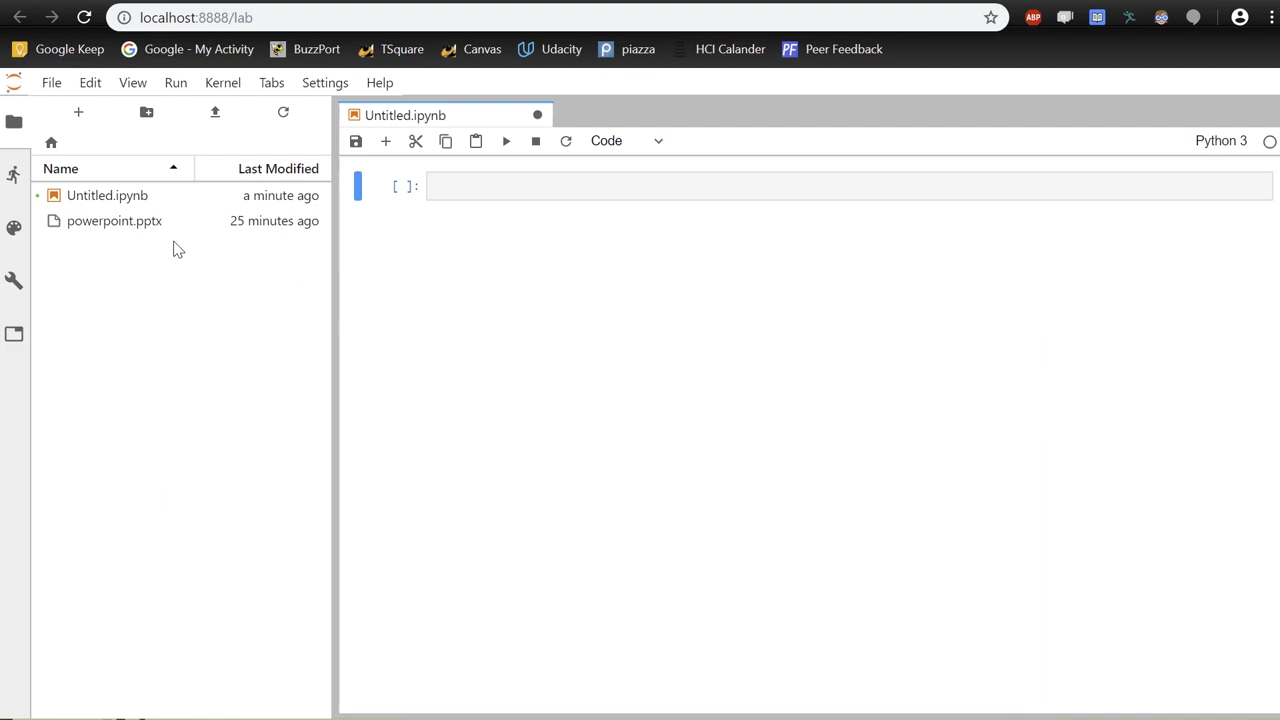 localhost:8888/lab
ABP
Google Keep Google - My Activity BuzzPort TSquare Canvas Udacity piazza HCI Calander PF Peer Feedback
File Edit View Run Kernel Tabs Settings Help
Untitled.ipynb
Code Python 3
Name Last Modified
[ ]:
Untitled.ipynb a minute ago
powerpoint.pptx 25 minutes ago